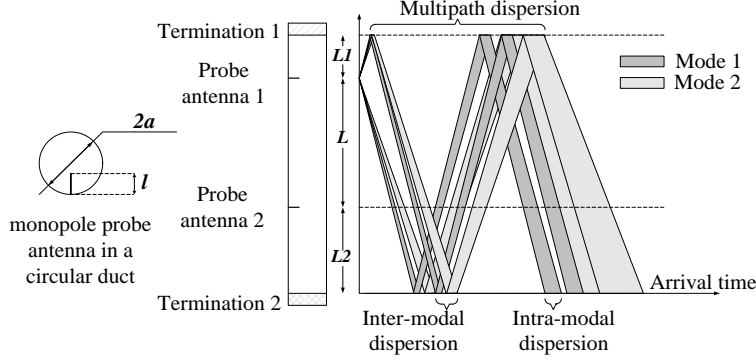 Multipath dispersion
Termination 1
L1
Mode 1
Mode 2
Probe
antenna 1
2a
L
l
Probe
antenna 2
monopole probe
antenna in a
circular duct
L2
Arrival time
Termination 2
Inter-modal
dispersion
Intra-modal
dispersion